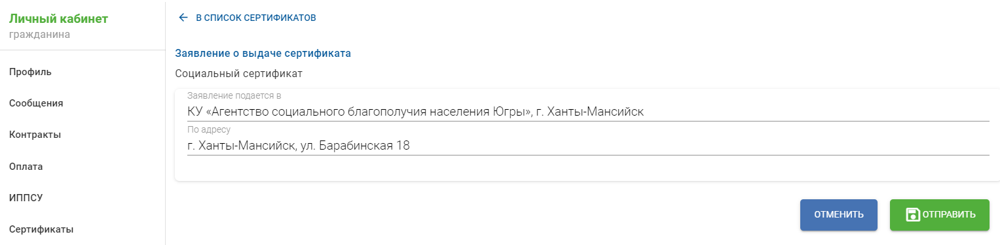 Личный кабинет
гражданина
Профиль
Сообщения
Контракты
Оплата
ИППСУ
Сертификаты
В СПИСОК СЕРТИФИКАТОВ
Заявление о выдаче сертификата
Социальный сертификат
Заявление подается в
КУ «Агентство социального благополучия населения Югры», г. Ханты-Мансийск
По адресу
г. Ханты-Мансийск, ул. Барабинская 18
ОТМЕНИТЬ
ОТПРАВИТЬ